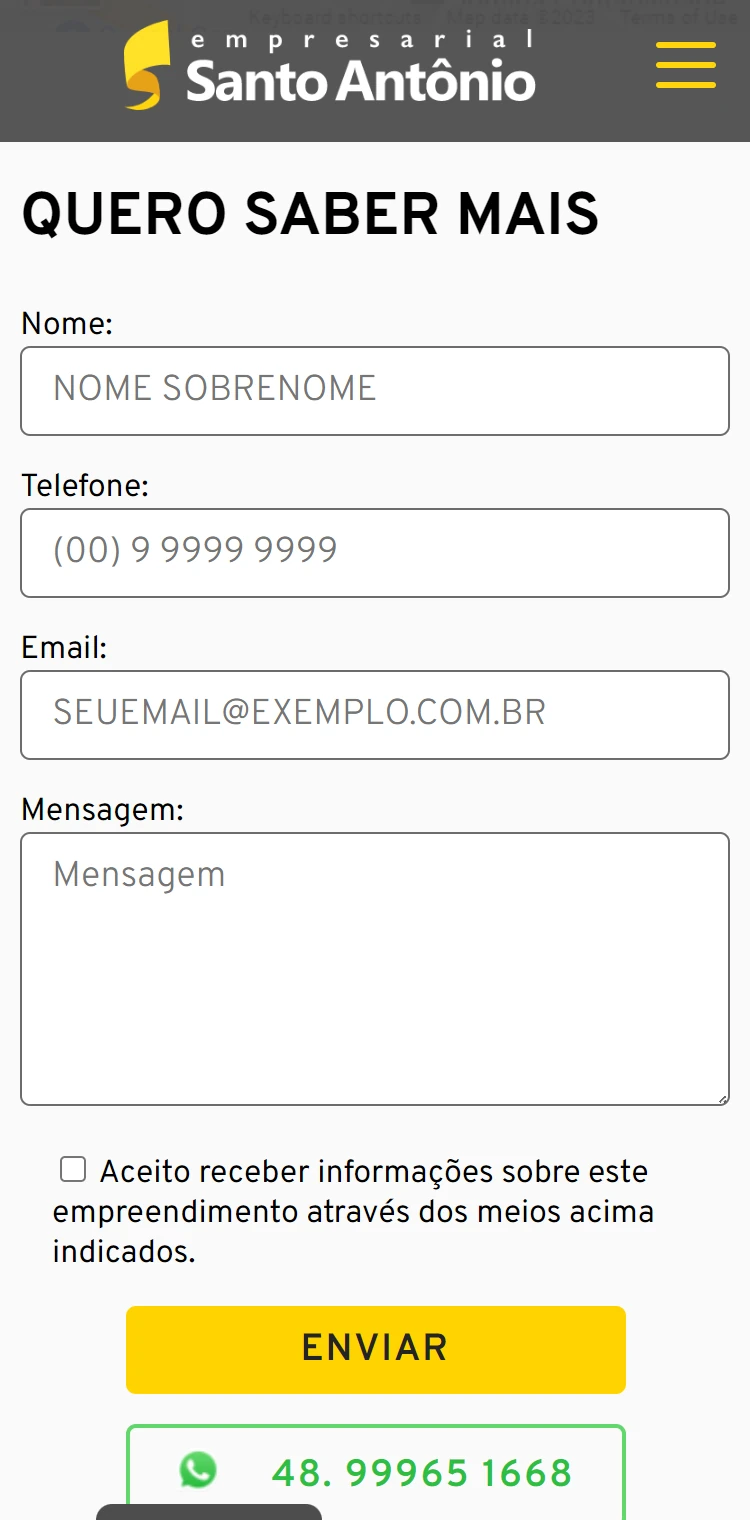 Keyboard shortcuts Map data ©2023 Terms of Use
empresarial
Santo Antônio
QUERO SABER MAIS
Nome:
NOME SOBRENOME
Telefone:
(00) 9 9999 9999
Email:
SEUEMAIL@EXEMPLO.COM.BR
Mensagem:
Mensagem
Aceito receber informações sobre este
empreendimento através dos meios acima
indicados.
ENVIAR
48. 99965 1668